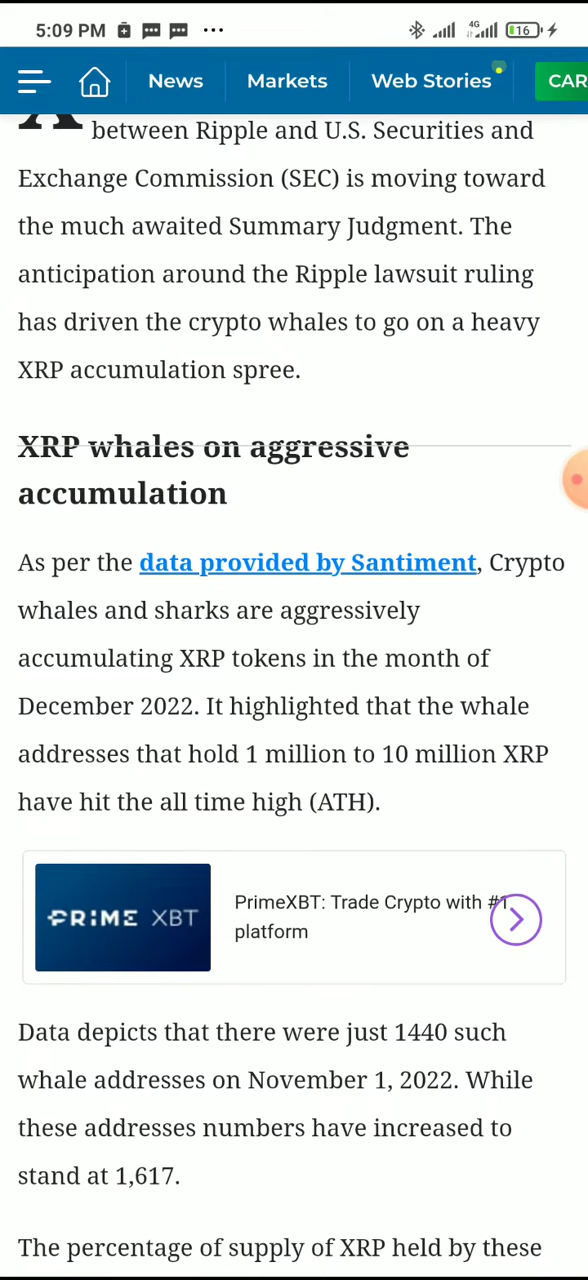 5:09 PM
4G
16
News
Markets
Web Stories
CAR
between Ripple and U.S. Securities and
Exchange Commission (SEC) is moving toward
the much awaited Summary Judgment. The
anticipation around the Ripple lawsuit ruling
has driven the crypto whales to go on a heavy
XRP accumulation spree.
XRP whales on aggressive
accumulation
As per the data provided by Santiment, Crypto
whales and sharks are aggressively
accumulating XRP tokens in the month of
December 2022. It highlighted that the whale
addresses that hold 1 million to 10 million XRP
have hit the all time high (ATH).
PRIME XBT
PrimeXBT: Trade Crypto with #1
platform
Data depicts that there were just 1440 such
whale addresses on November 1, 2022. While
these addresses numbers have increased to
stand at 1,617.
The percentage of supply of XRP held by these